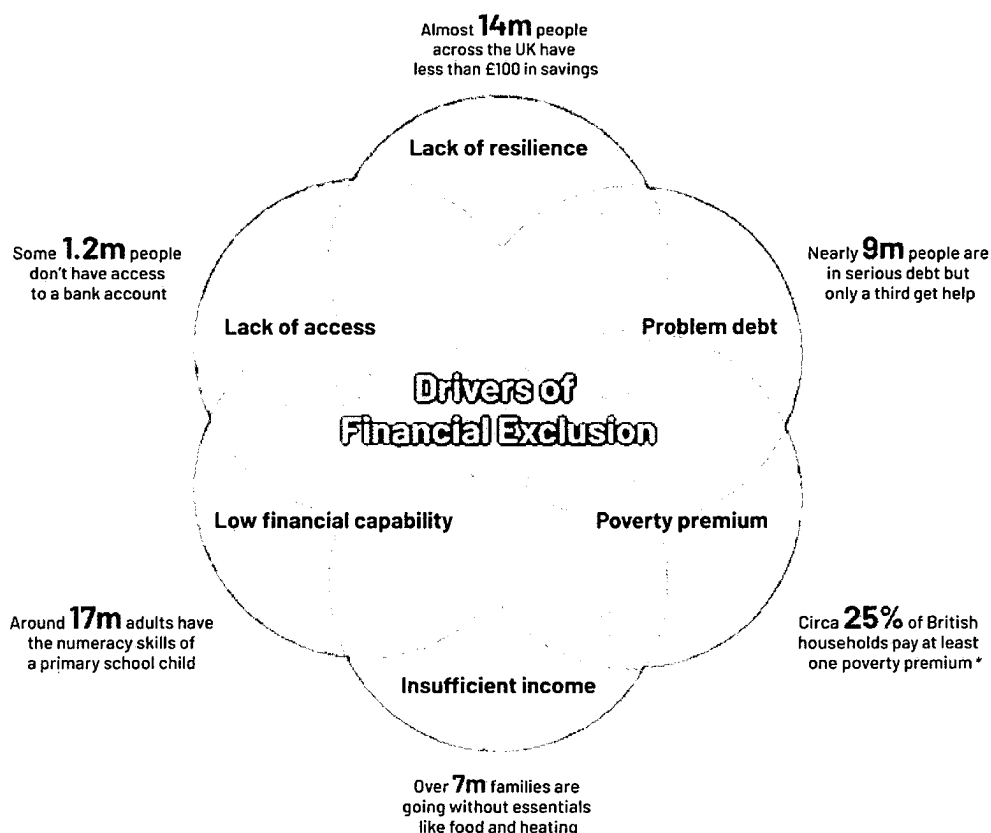 Almost 14m people
across the UK have
less than £100 in savings
Lack of resilience
Some 1.2m people
don't have access
to a bank account
Nearly 9m people are
in serious debt but
only a third get help
Lack of access
Problem debt
Drivers of
Financial Exclusion
Low financial capability
Poverty premium
Around 17m adults have
the numeracy skills of
a primary school child
Circa 25% of British
households pay at least
one poverty premium*
Insufficient income
Over 7m families are
going without essentials
like food and heating